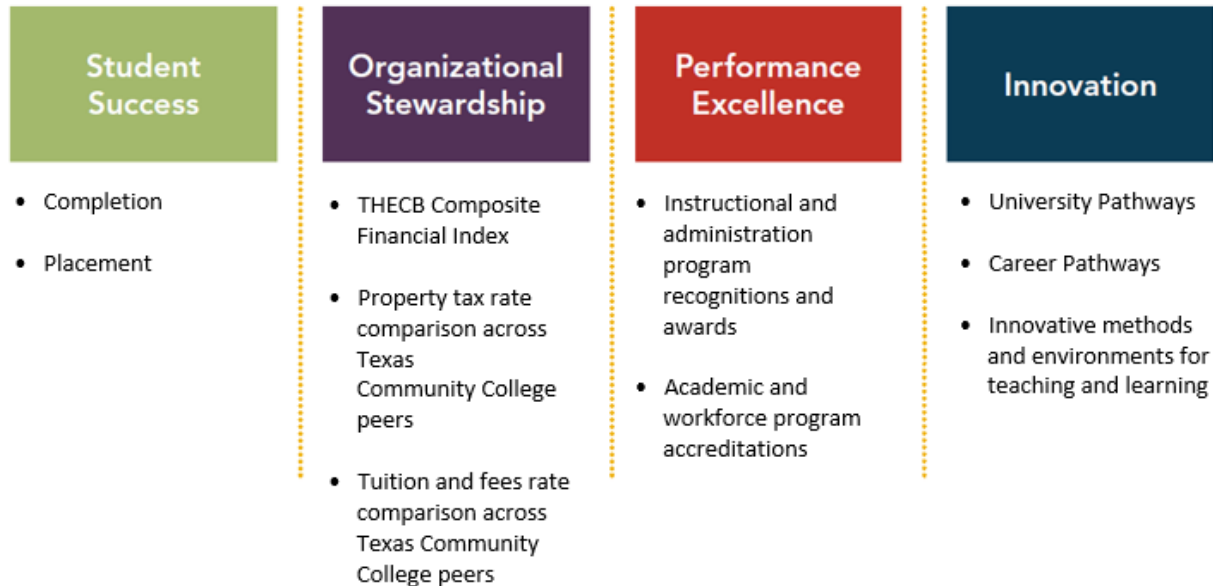 Student
Success
• Completion
• Placement
Organizational
Stewardship
• THECB Composite
Financial Index
• Property tax rate
comparison across
Texas
Community College
peers
• Tuition and fees rate
comparison across
Texas Community
College peers
Performance
Excellence
• Instructional and
administration
program
recognitions and
awards
• Academic and
workforce program
accreditations
Innovation
• University Pathways
• Career Pathways
• Innovative methods
and environments for
teaching and learning